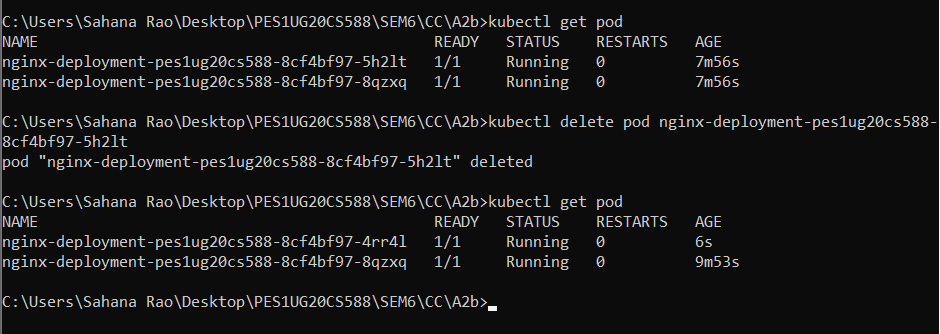 C:\Users\Sahana Rao\Desktop\PES1UG20CS588\SEM6\CC\A2b>kubectl get pod
NAME READY STATUS RESTARTS AGE
nginx-deployment-pes1ug20cs588-8cf4bf97-5h2lt 1/1 Running 0 7m56s
nginx-deployment-pes1ug20cs588-8cf4bf97-8qzxq 1/1 Running 0 7m56s
C:\Users\Sahana Rao\Desktop\PES1UG20CS588\SEM6\CC\A2b>kubectl delete pod nginx-deployment-pes1ug20cs588-
8cf4bf97-5h2lt
pod "nginx-deployment-pes1ug20cs588-8cf4bf97-5h2lt" deleted
C:\Users\Sahana Rao\Desktop\PES1UG20CS588\SEM6\CC\A2b>kubectl get pod
NAME READY STATUS RESTARTS AGE
nginx-deployment-pes1ug20cs588-8cf4bf97-4rr4l 1/1 Running 0 6s
nginx-deployment-pes1ug20cs588-8cf4bf97-8qzxq 1/1 Running 0 9m53s
C:\Users\Sahana Rao\Desktop\PES1UG20CS588\SEM6\CC\A2b>